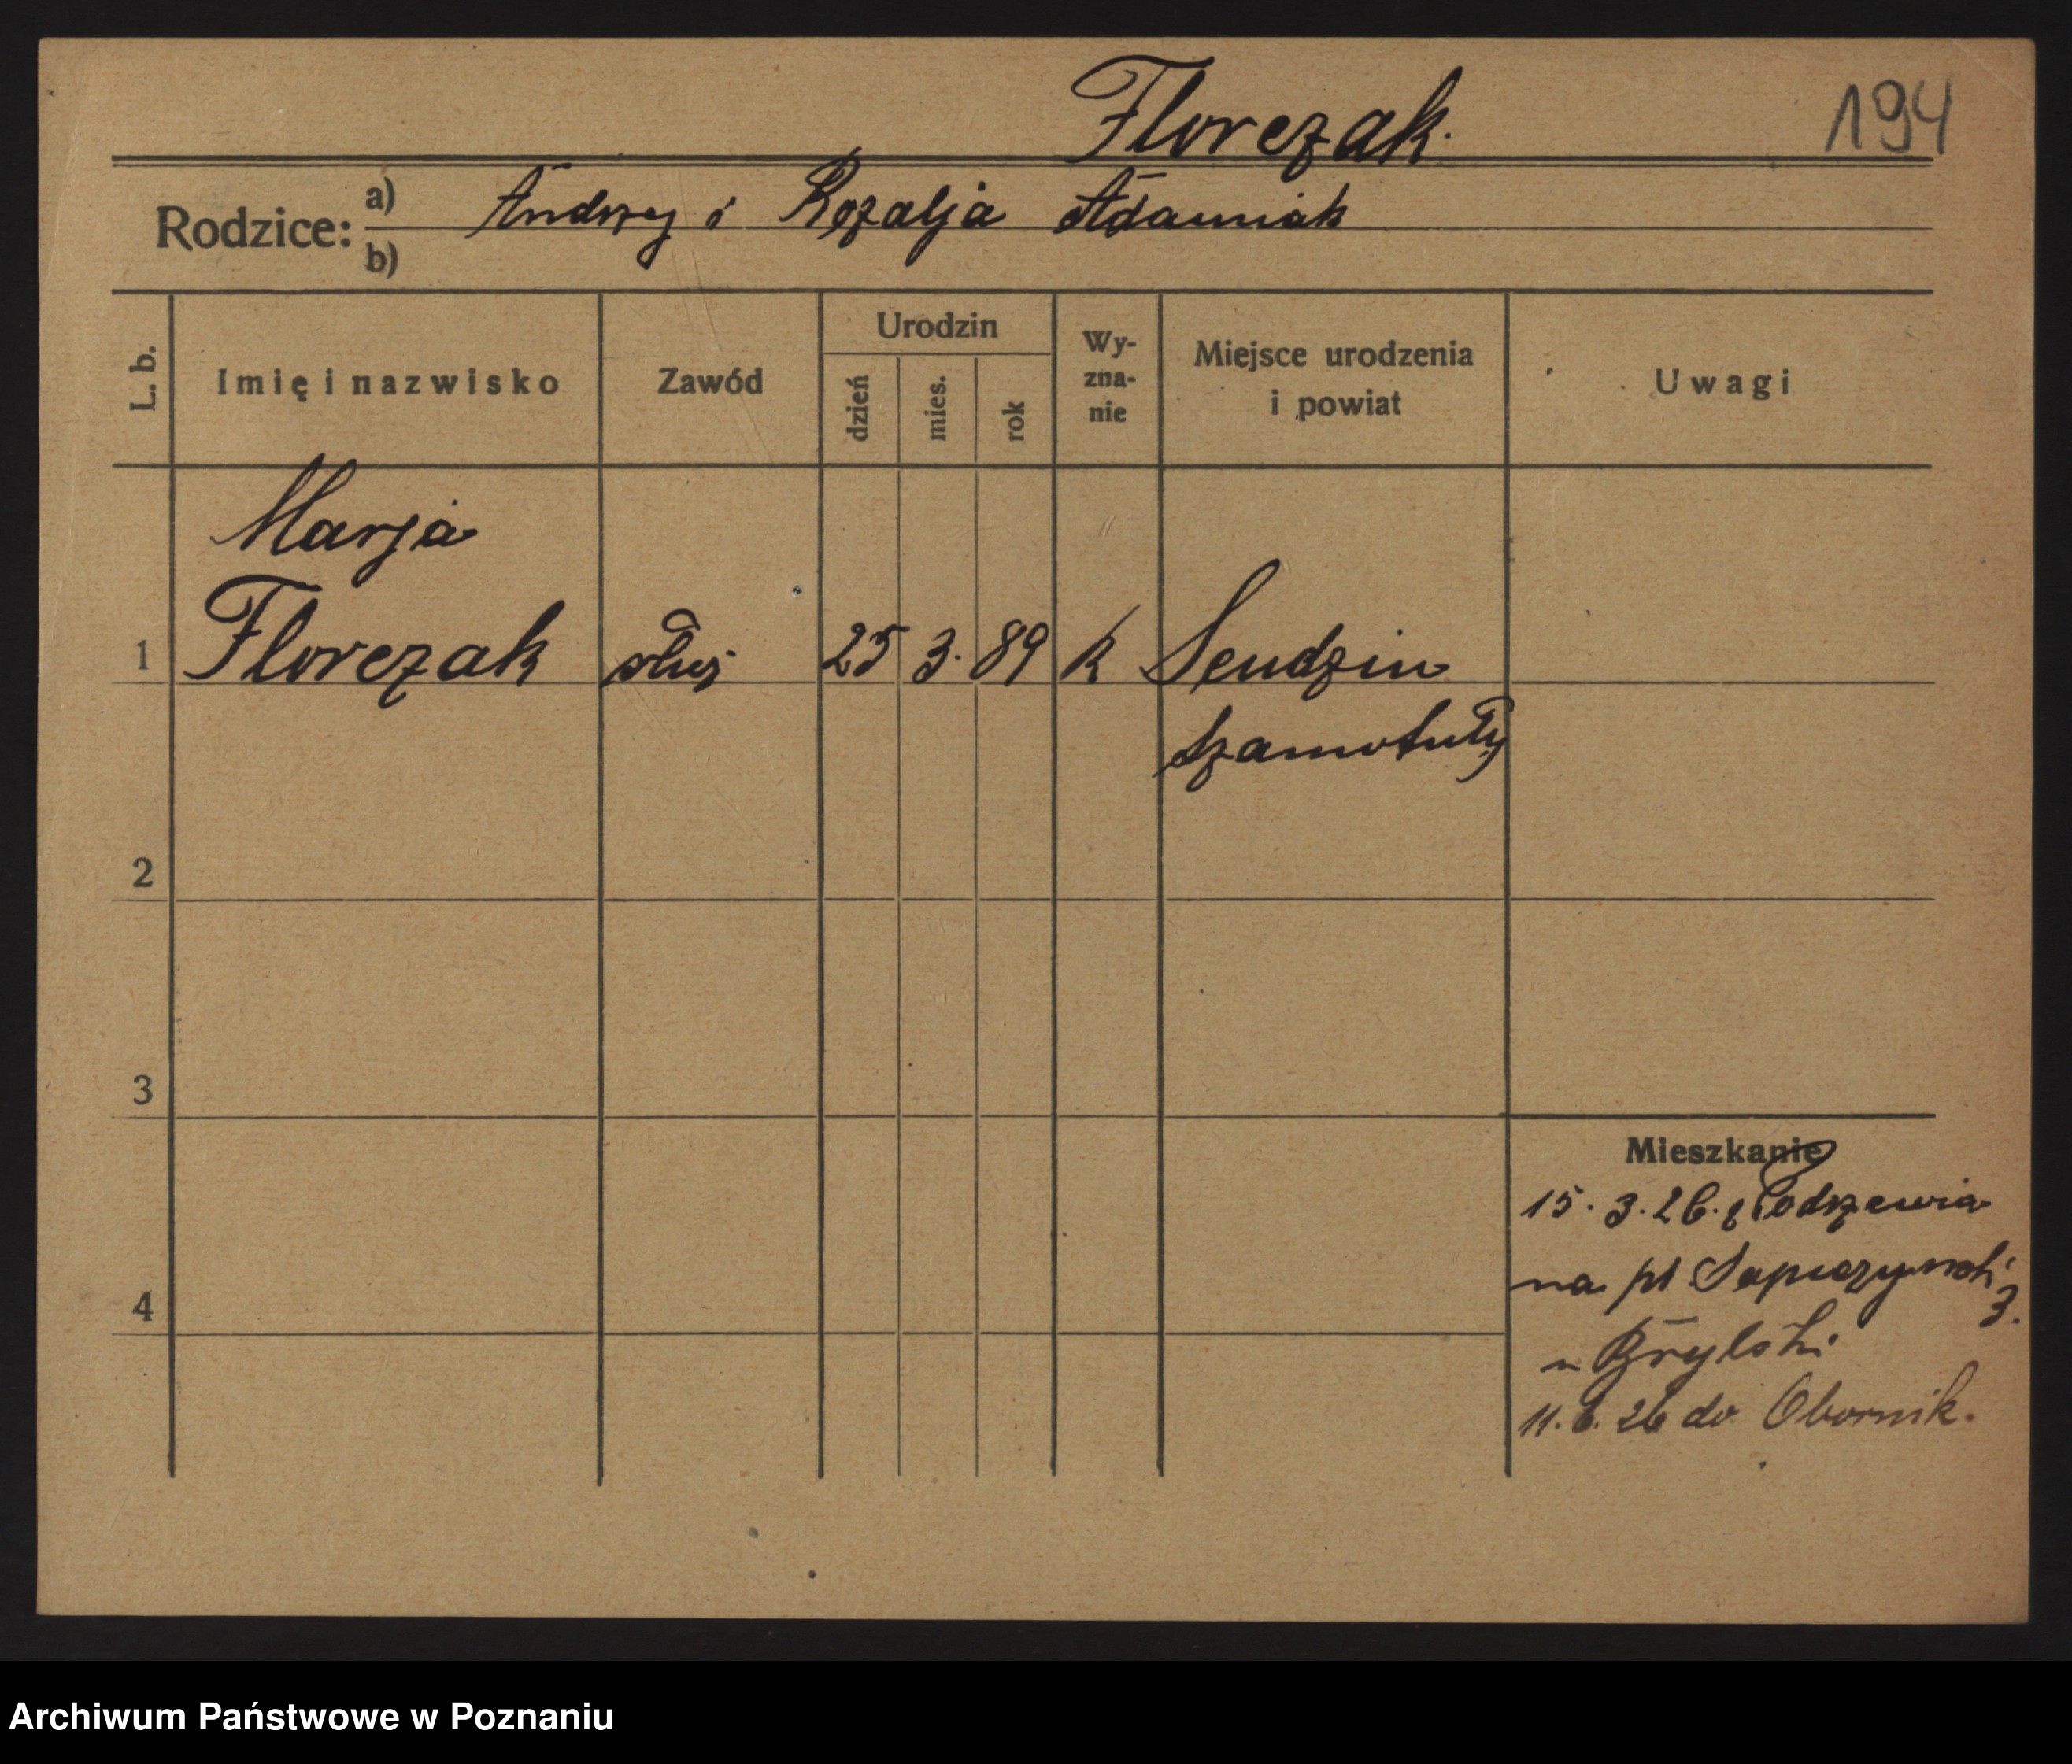 Florczak.
194
Rodzice: a) Andrzej i Rozalja Adamiak
b)
L. b.
Imię i nazwisko
Zawód
Urodzin
dzień
mies.
rok
Wy-
zna-
nie
Miejsce urodzenia
i powiat
Uwagi
Marja
1 Florczak służ 25 3. 89 k Sendzin
Szamotuły
2
3
4
Mieszkanie
15. 3. 26. z Podrzewia
na pl Sapieżyński
3.
u Brylski
11. 6. 26 do Obornik.
Archiwum Państwowe w Poznaniu